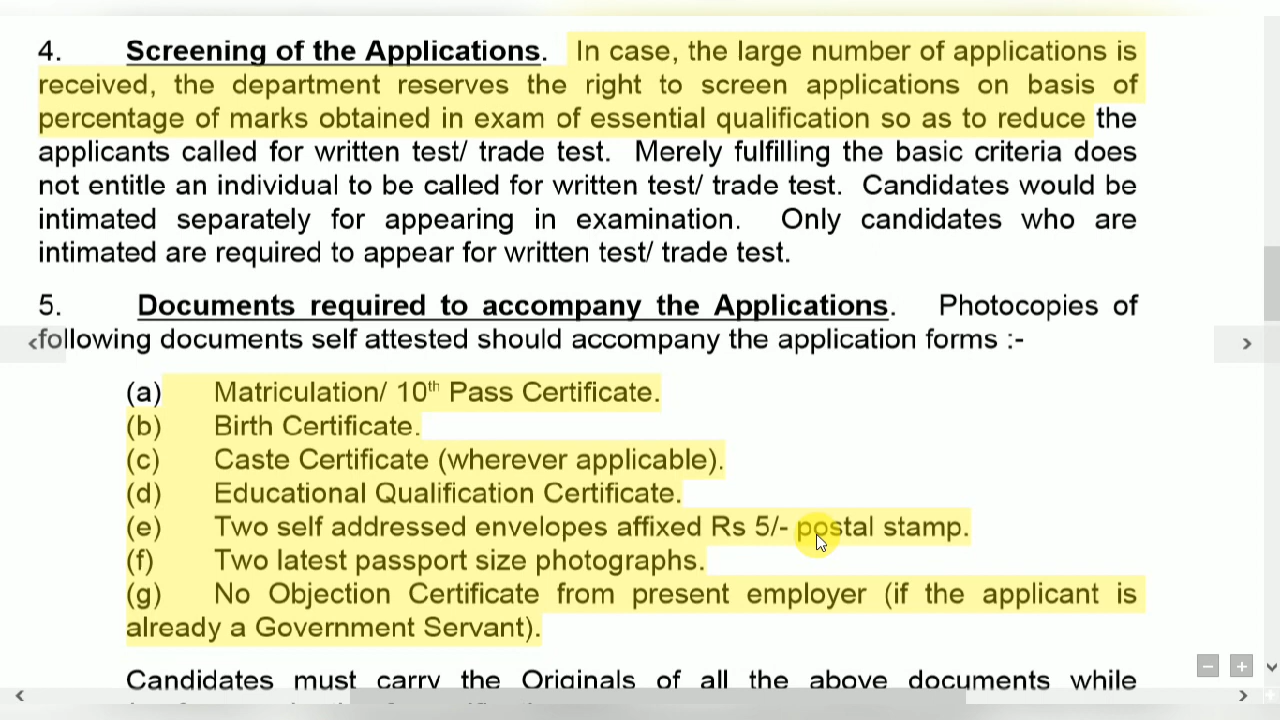 4. Screening of the Applications. In case, the large number of applications is
received, the department reserves the right to screen applications on basis of
percentage of marks obtained in exam of essential qualification so as to reduce the
applicants called for written test/ trade test. Merely fulfilling the basic criteria does
not entitle an individual to be called for written test/ trade test. Candidates would be
intimated separately for appearing in examination. Only candidates who are
intimated are required to appear for written test/ trade test.
5. Documents required to accompany the Applications. Photocopies of
following documents self attested should accompany the application forms :-
(a) Matriculation/ 10th Pass Certificate.
(b) Birth Certificate.
(c) Caste Certificate (wherever applicable).
(d) Educational Qualification Certificate.
(e) Two self addressed envelopes affixed Rs 5/- postal stamp.
(f) Two latest passport size photographs.
(g) No Objection Certificate from present employer (if the applicant is
already a Government Servant).
Candidates must carry the Originals of all the above documents while